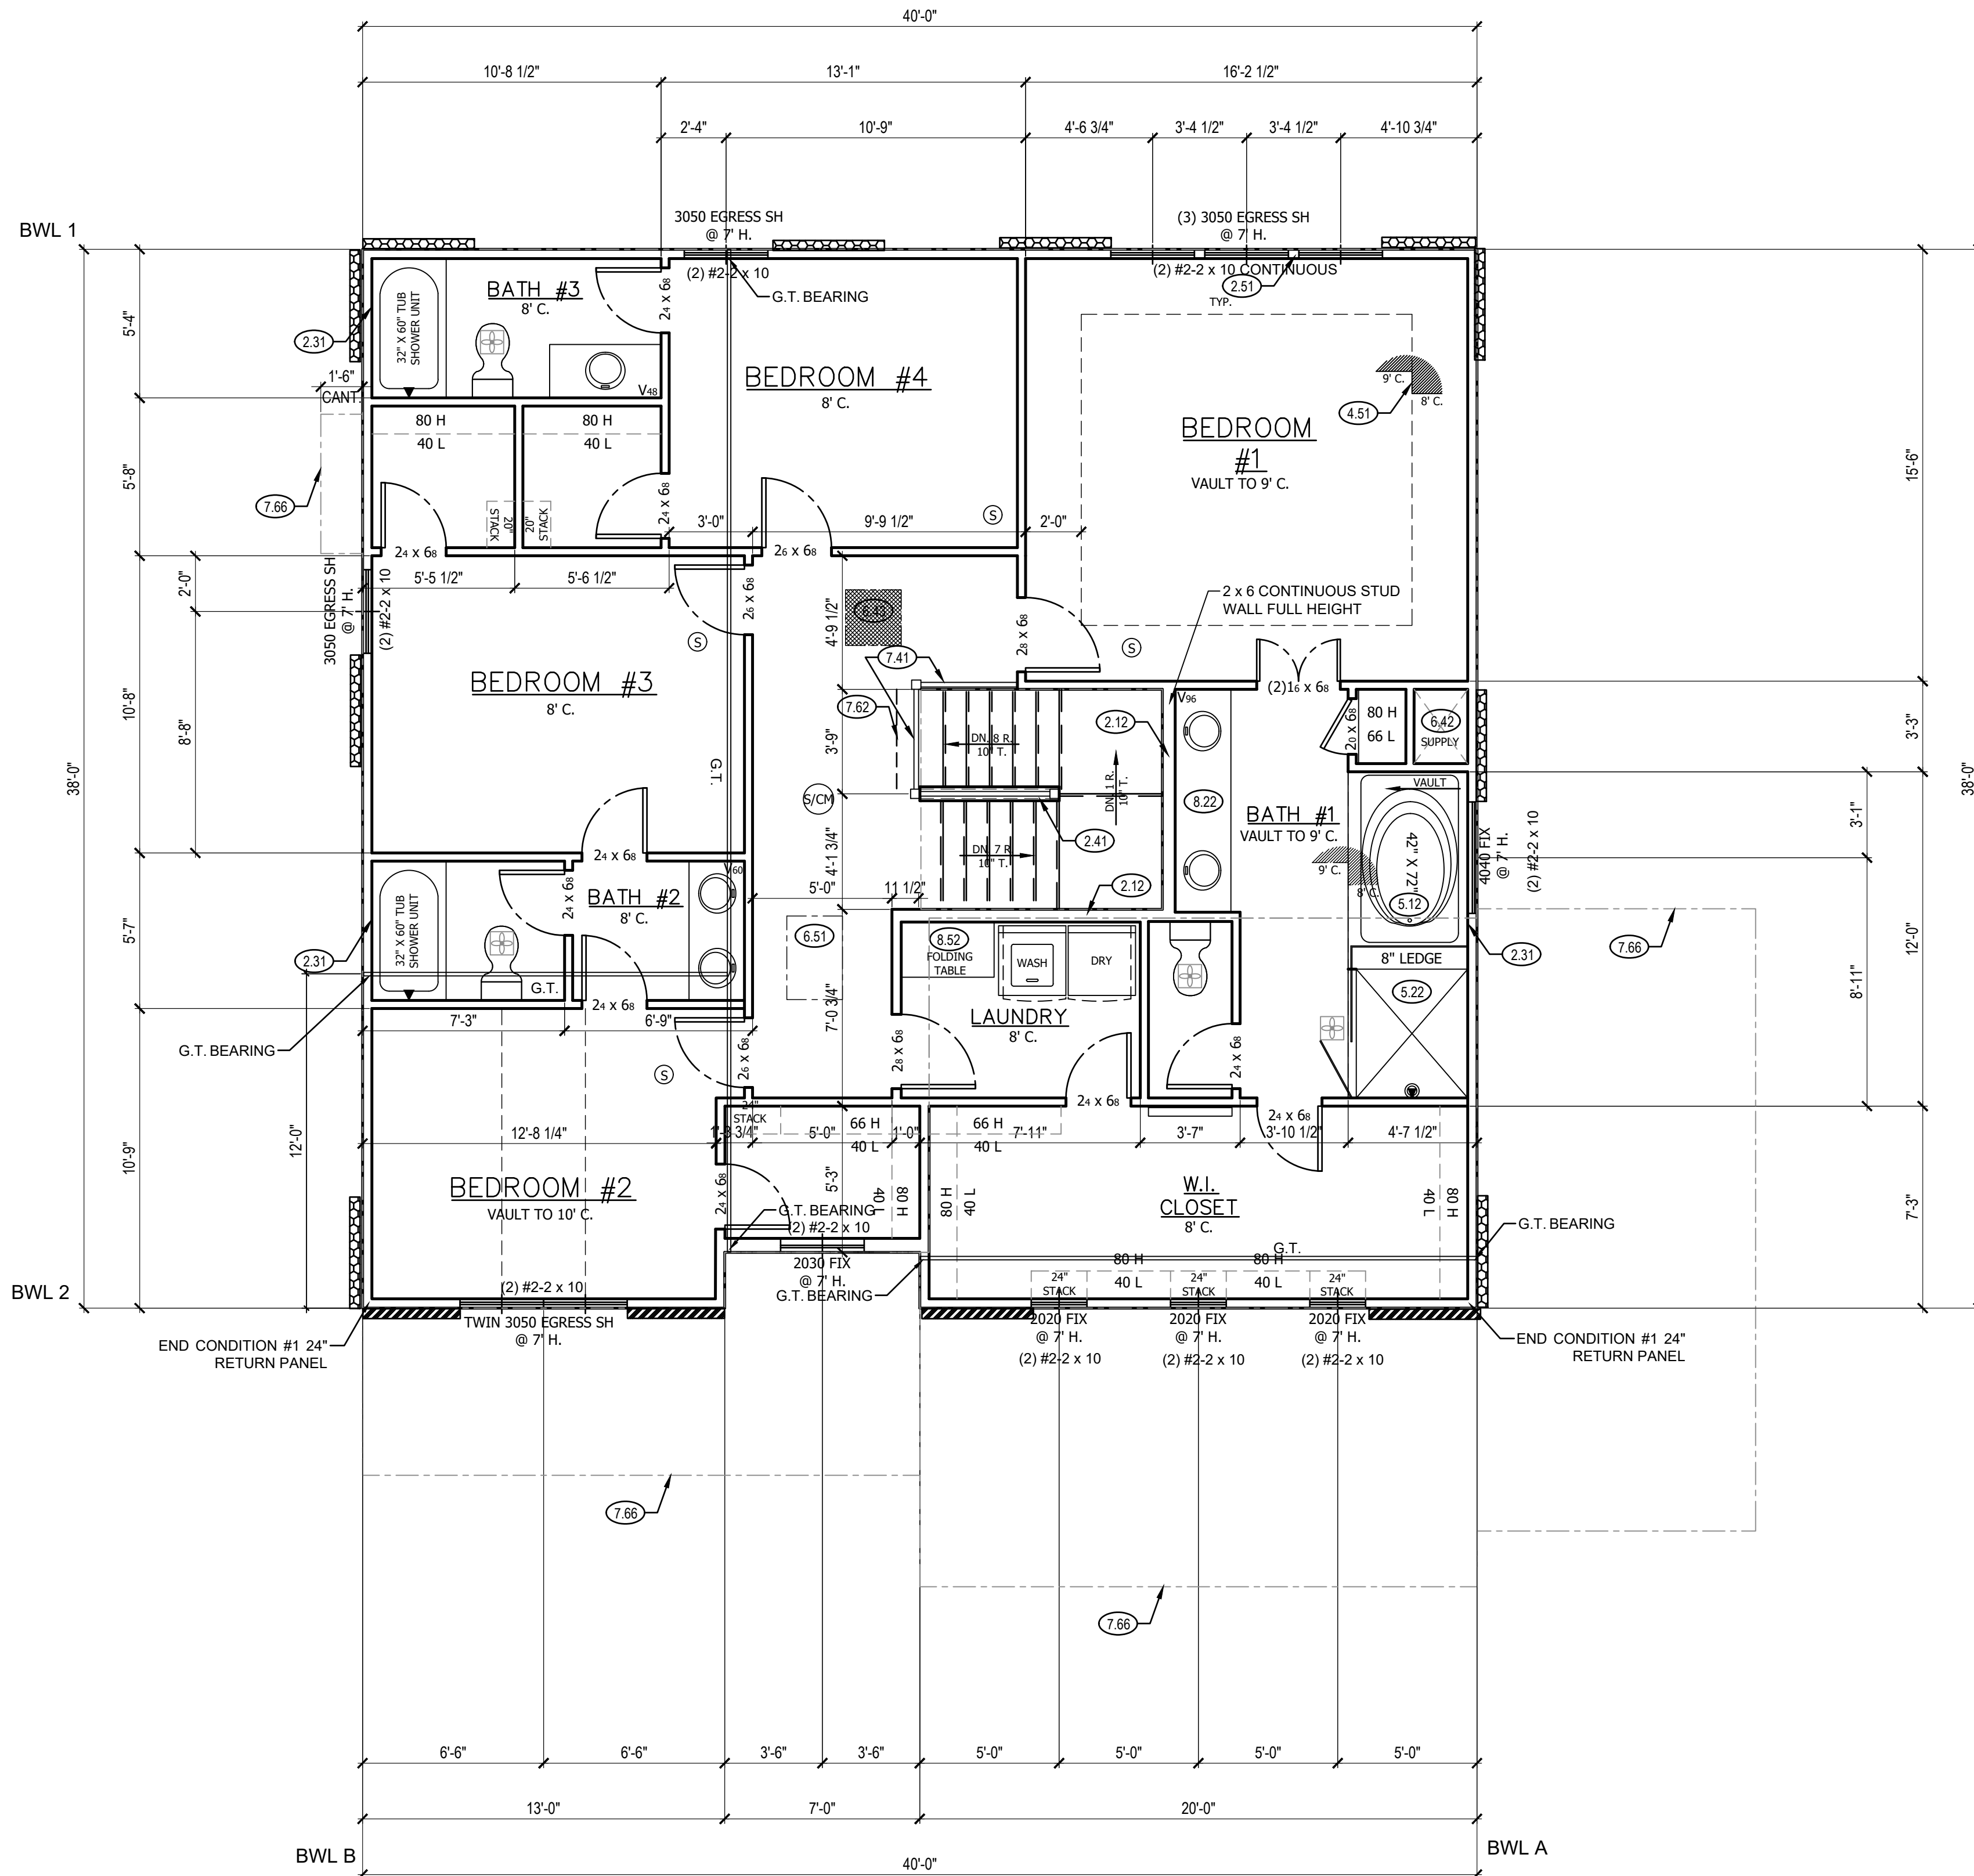 40'-0"
10'-8 1/2"
13'-1"
16'-2 1/2"
2'-4"
10'-9"
4'-6 3/4"
3'-4 1/2"
3'-4 1/2"
4'-10 3/4"
BWL 1
3050 EGRESS SH
@ 7' H.
(3) 3050 EGRESS SH
@ 7' H.
(2) #2-2 x 10
(2) #2-2 x 10 CONTINUOUS
2.51
TYP.
G.T. BEARING
BATH #3
8' C.
32" X 60" TUB
SHOWER UNIT
24 x 68
V48
2.31
5'-4"
1'-6"
CANT.
BEDROOM #4
8' C.
BEDROOM
#1
VAULT TO 9' C.
9' C.
8' C.
4.51
15'-6"
80 H
40 L
80 H
40 L
5'-8"
7.66
20"
STACK
20"
STACK
24 x 68
24 x 68
3'-0"
9'-9 1/2"
2'-0"
S
26 x 68
5'-5 1/2"
5'-6 1/2"
2'-0"
3050 EGRESS SH
@ 7' H.
(2) #2-2 x 10
26 x 68
4'-9 1/2"
6.43
28 x 68
2 x 6 CONTINUOUS STUD
WALL FULL HEIGHT
S
S
7.41
BEDROOM #3
8' C.
10'-8"
8'-8"
38'-0"
G.T.
7.62
3'-9"
DN. 8 R.
10" T.
2.12
V96
(2)16 x 68
20 x 68
80 H
66 L
6.42
SUPPLY
3'-3"
38'-0"
S/CM
DN. 1 R.
10" T.
8.22
BATH #1
VAULT TO 9' C.
VAULT
42" X 72"
5.12
9' C.
8' C.
4040 FIX
@ 7' H.
(2) #2-2 x 10
3'-1"
2.41
DN. 7 R
10" T.
4'-1 3/4"
24 x 68
V60
BATH #2
8' C.
24 x 68
32" X 60" TUB
SHOWER UNIT
5'-7"
2.31
G.T.
24 x 68
5'-0"
11 1/2"
2.12
6.51
8.52
FOLDING
TABLE
WASH
DRY
7.66
2.31
12'-0"
8'-11"
8" LEDGE
5.22
7'-0 3/4"
LAUNDRY
8' C.
28 x 68
24 x 68
24 x 68
7'-3"
6'-9"
G.T. BEARING
26 x 68
S
24"
STACK
66 H
40 L
66 H
40 L
24 x 68
12'-8 1/4"
1'-3 3/4"
5'-0"
1'-0"
7'-11"
3'-7"
3'-10 1/2"
4'-7 1/2"
12'-0"
10'-9"
5'-3"
BEDROOM #2
VAULT TO 10' C.
24 x 68
40 L
80 H
80 H
40 L
W.I.
CLOSET
8' C.
40 L
80 H
7'-3"
G.T. BEARING
(2) #2-2 x 10
G.T. BEARING
G.T.
80 H
40 L
80 H
40 L
24"
STACK
24"
STACK
24"
STACK
2030 FIX
@ 7' H.
G.T. BEARING
BWL 2
(2) #2-2 x 10
TWIN 3050 EGRESS SH
@ 7' H.
2020 FIX
@ 7' H.
(2) #2-2 x 10
2020 FIX
@ 7' H.
(2) #2-2 x 10
2020 FIX
@ 7' H.
(2) #2-2 x 10
END CONDITION #1 24"
RETURN PANEL
END CONDITION #1 24"
RETURN PANEL
7.66
7.66
6'-6"
6'-6"
3'-6"
3'-6"
5'-0"
5'-0"
5'-0"
5'-0"
13'-0"
7'-0"
20'-0"
BWL B
40'-0"
BWL A